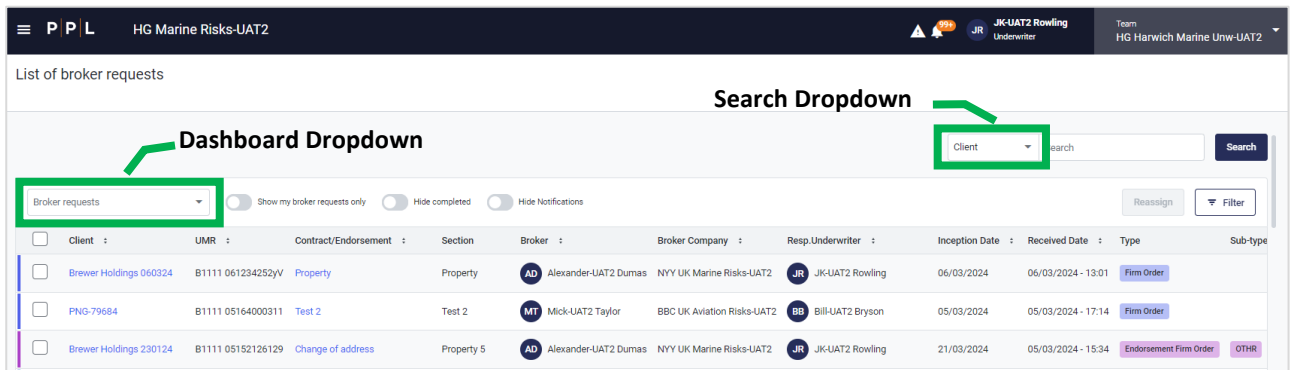 PPL HG Marine Risks-UAT2 99+ JR JK-UAT2 Rowling Underwriter Team HG Harwich Marine Unw-UAT2
List of broker requests
Search Dropdown
Dashboard Dropdown
Client Search Search
Broker requests Show my broker requests only Hide completed Hide Notifications Reassign Filter
Client UMR Contract/Endorsement Section Broker Broker Company Resp.Underwriter Inception Date Received Date Type Sub-type
Brewer Holdings 060324 B1111 061234252yV Property Property AD Alexander-UAT2 Dumas NYY UK Marine Risks-UAT2 JR JK-UAT2 Rowling 06/03/2024 06/03/2024 - 13:01 Firm Order
PNG-79684 B1111 05164000311 Test 2 Test 2 MT Mick-UAT2 Taylor BBC UK Aviation Risks-UAT2 BB Bill-UAT2 Bryson 05/03/2024 05/03/2024 - 17:14 Firm Order
Brewer Holdings 230124 B1111 05152126129 Change of address Property 5 AD Alexander-UAT2 Dumas NYY UK Marine Risks-UAT2 JR JK-UAT2 Rowling 21/03/2024 05/03/2024 - 15:34 Endorsement Firm Order OTHR